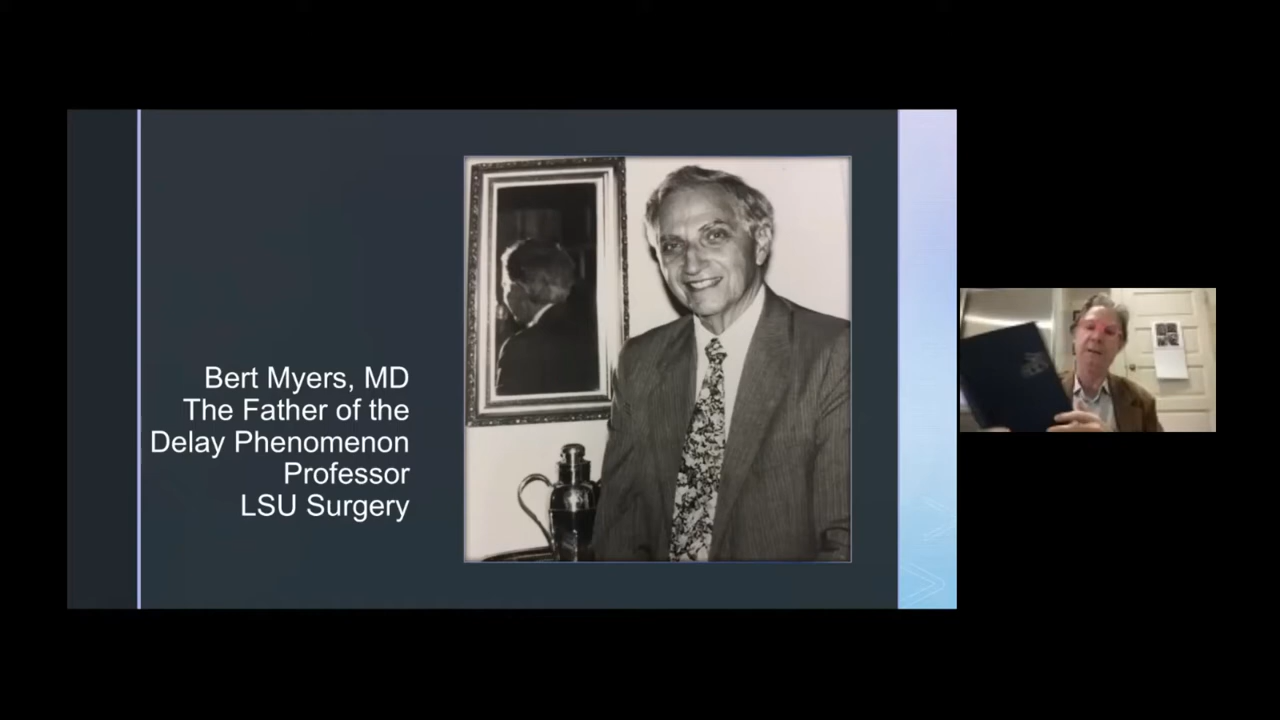 Bert Myers, MD
The Father of the
Delay Phenomenon
Professor
LSU Surgery